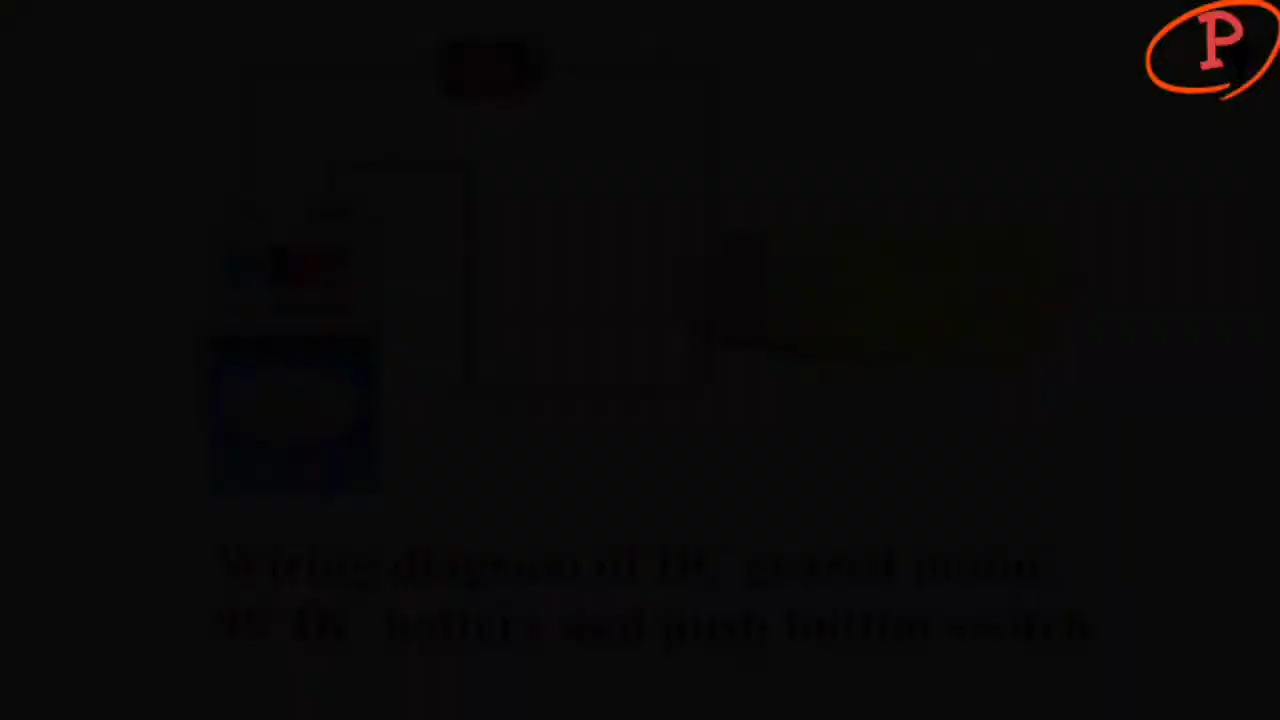 P
Wiring diagram of DC geared motor
9V DC battery and push button switch